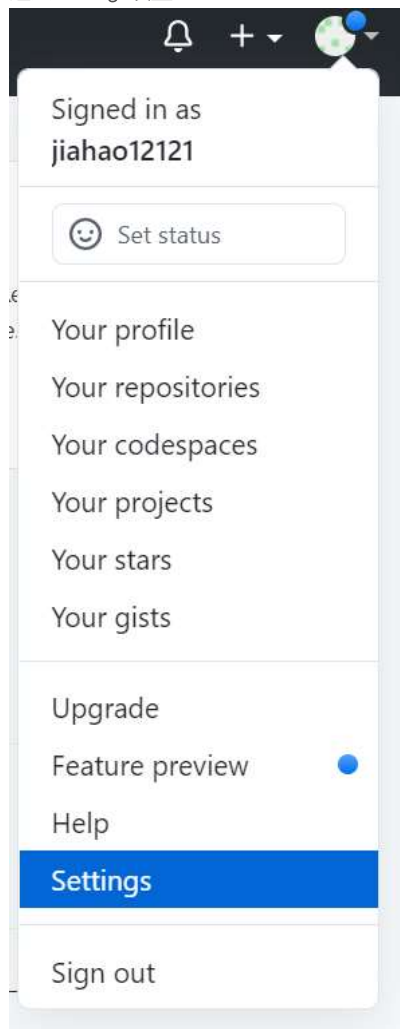 Signed in as
jiahao12121
Set status
Your profile
Your repositories
Your codespaces
Your projects
Your stars
Your gists
Upgrade
Feature preview
Help
Settings
Sign out